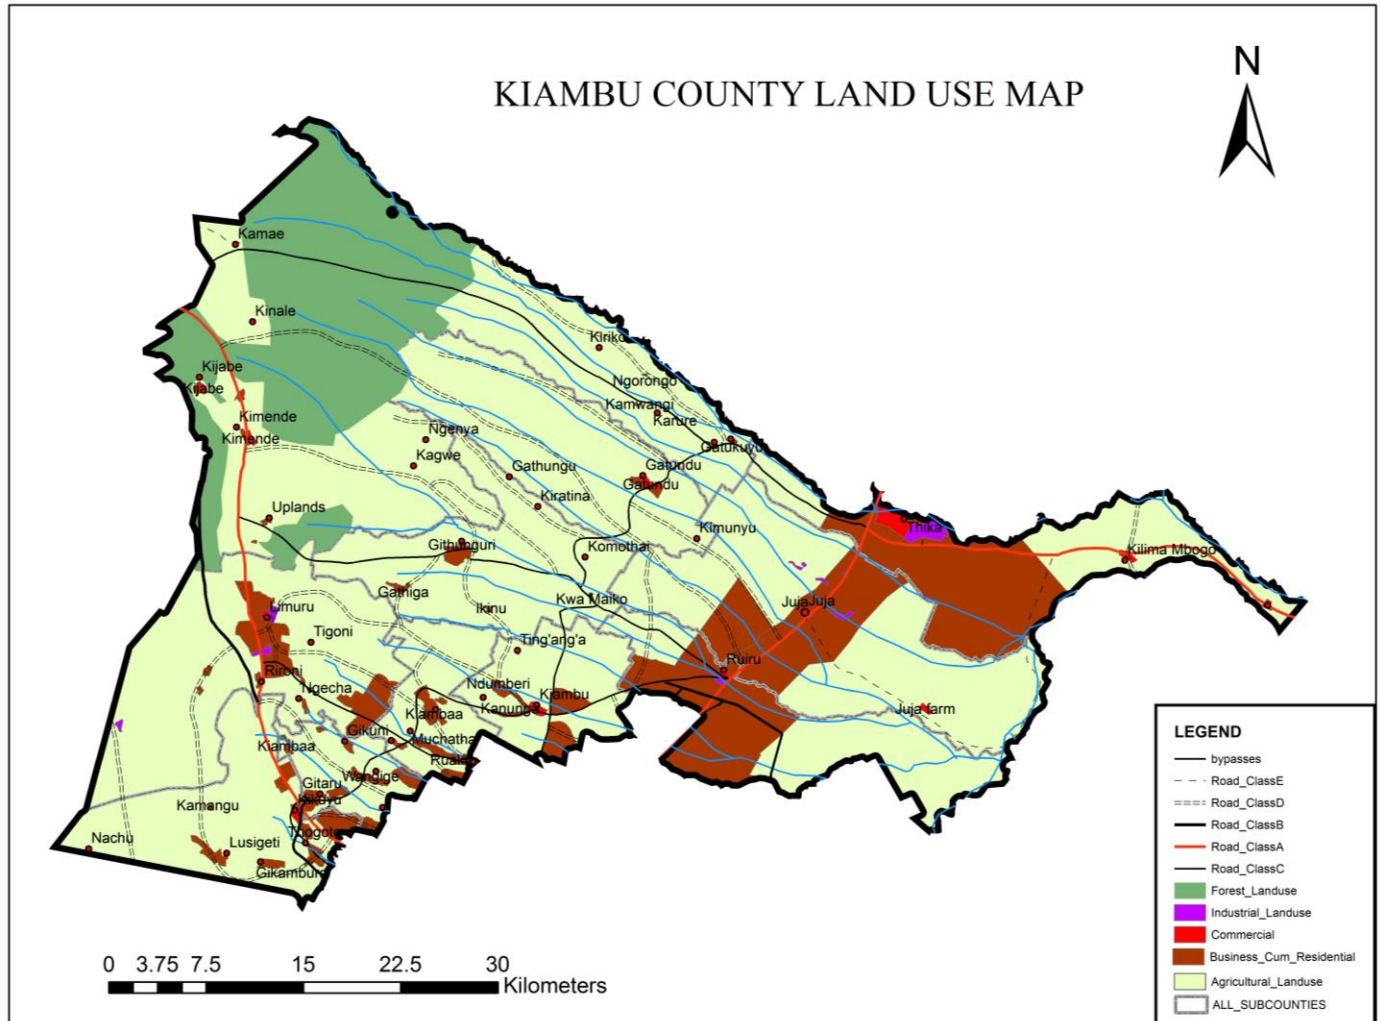 KIAMBU COUNTY LAND USE MAP
N
Kamae
Kinale
Kiriko
Kijabe
Kijabe
Ngorongo
Kamwangi
Karure
Kimende
Kimende
Ngenya
Gatukuyu
Kagwe
Gathungu
Gatundu
Gatundu
Kiratina
Uplands
Kimunyu
Thika
Githunguri
Komothai
Kilima Mbogo
Gathiga
Ikinu
Kwa Maiko
Juja
Juja
Limuru
Tigoni
Ting'ang'a
Ruiru
Rironi
Ngecha
Ndumberi
Kiambu
Kanunga
Kiambaa
Juja farm
Gikuni
Muchatha
Kiambaa
Ruaka
Wangige
Gitaru
Kikuyu
Kamangu
Thogoto
Nachu
Lusigeti
Gikambura
0 3.75 7.5 15 22.5 30
Kilometers
LEGEND
bypasses
Road_ClassE
Road_ClassD
Road_ClassB
Road_ClassA
Road_ClassC
Forest_Landuse
Industrial_Landuse
Commercial
Business_Cum_Residential
Agricultural_Landuse
ALL_SUBCOUNTIES